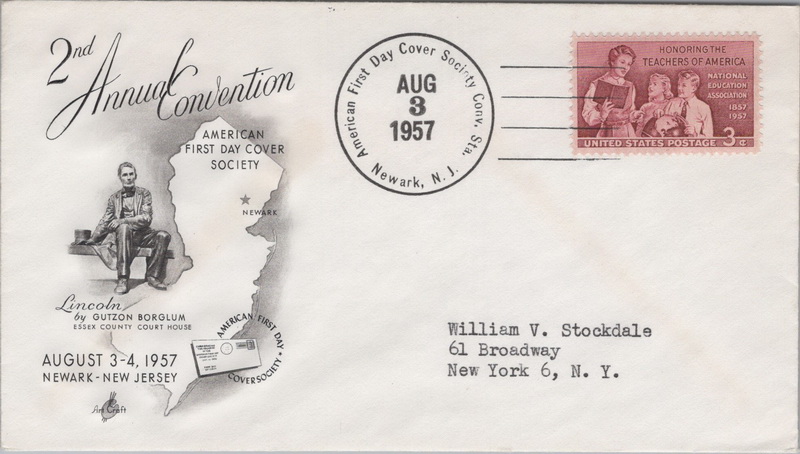 2nd
Annual Convention
AMERICAN
FIRST DAY COVER
SOCIETY
NEWARK
Lincoln
by GUTZON BORGLUM
ESSEX COUNTY COURT HOUSE
AMERICAN FIRST DAY COVER SOCIETY
AUGUST 3-4, 1957
NEWARK - NEW JERSEY
Art Craft
American First Day Cover Society Conv. Sta.
AUG
3
1957
Newark, N. J.
HONORING THE
TEACHERS OF AMERICA
NATIONAL
EDUCATION
ASSOCIATION
1857
1957
3¢
UNITED STATES POSTAGE
William V. Stockdale
61 Broadway
New York 6, N. Y.